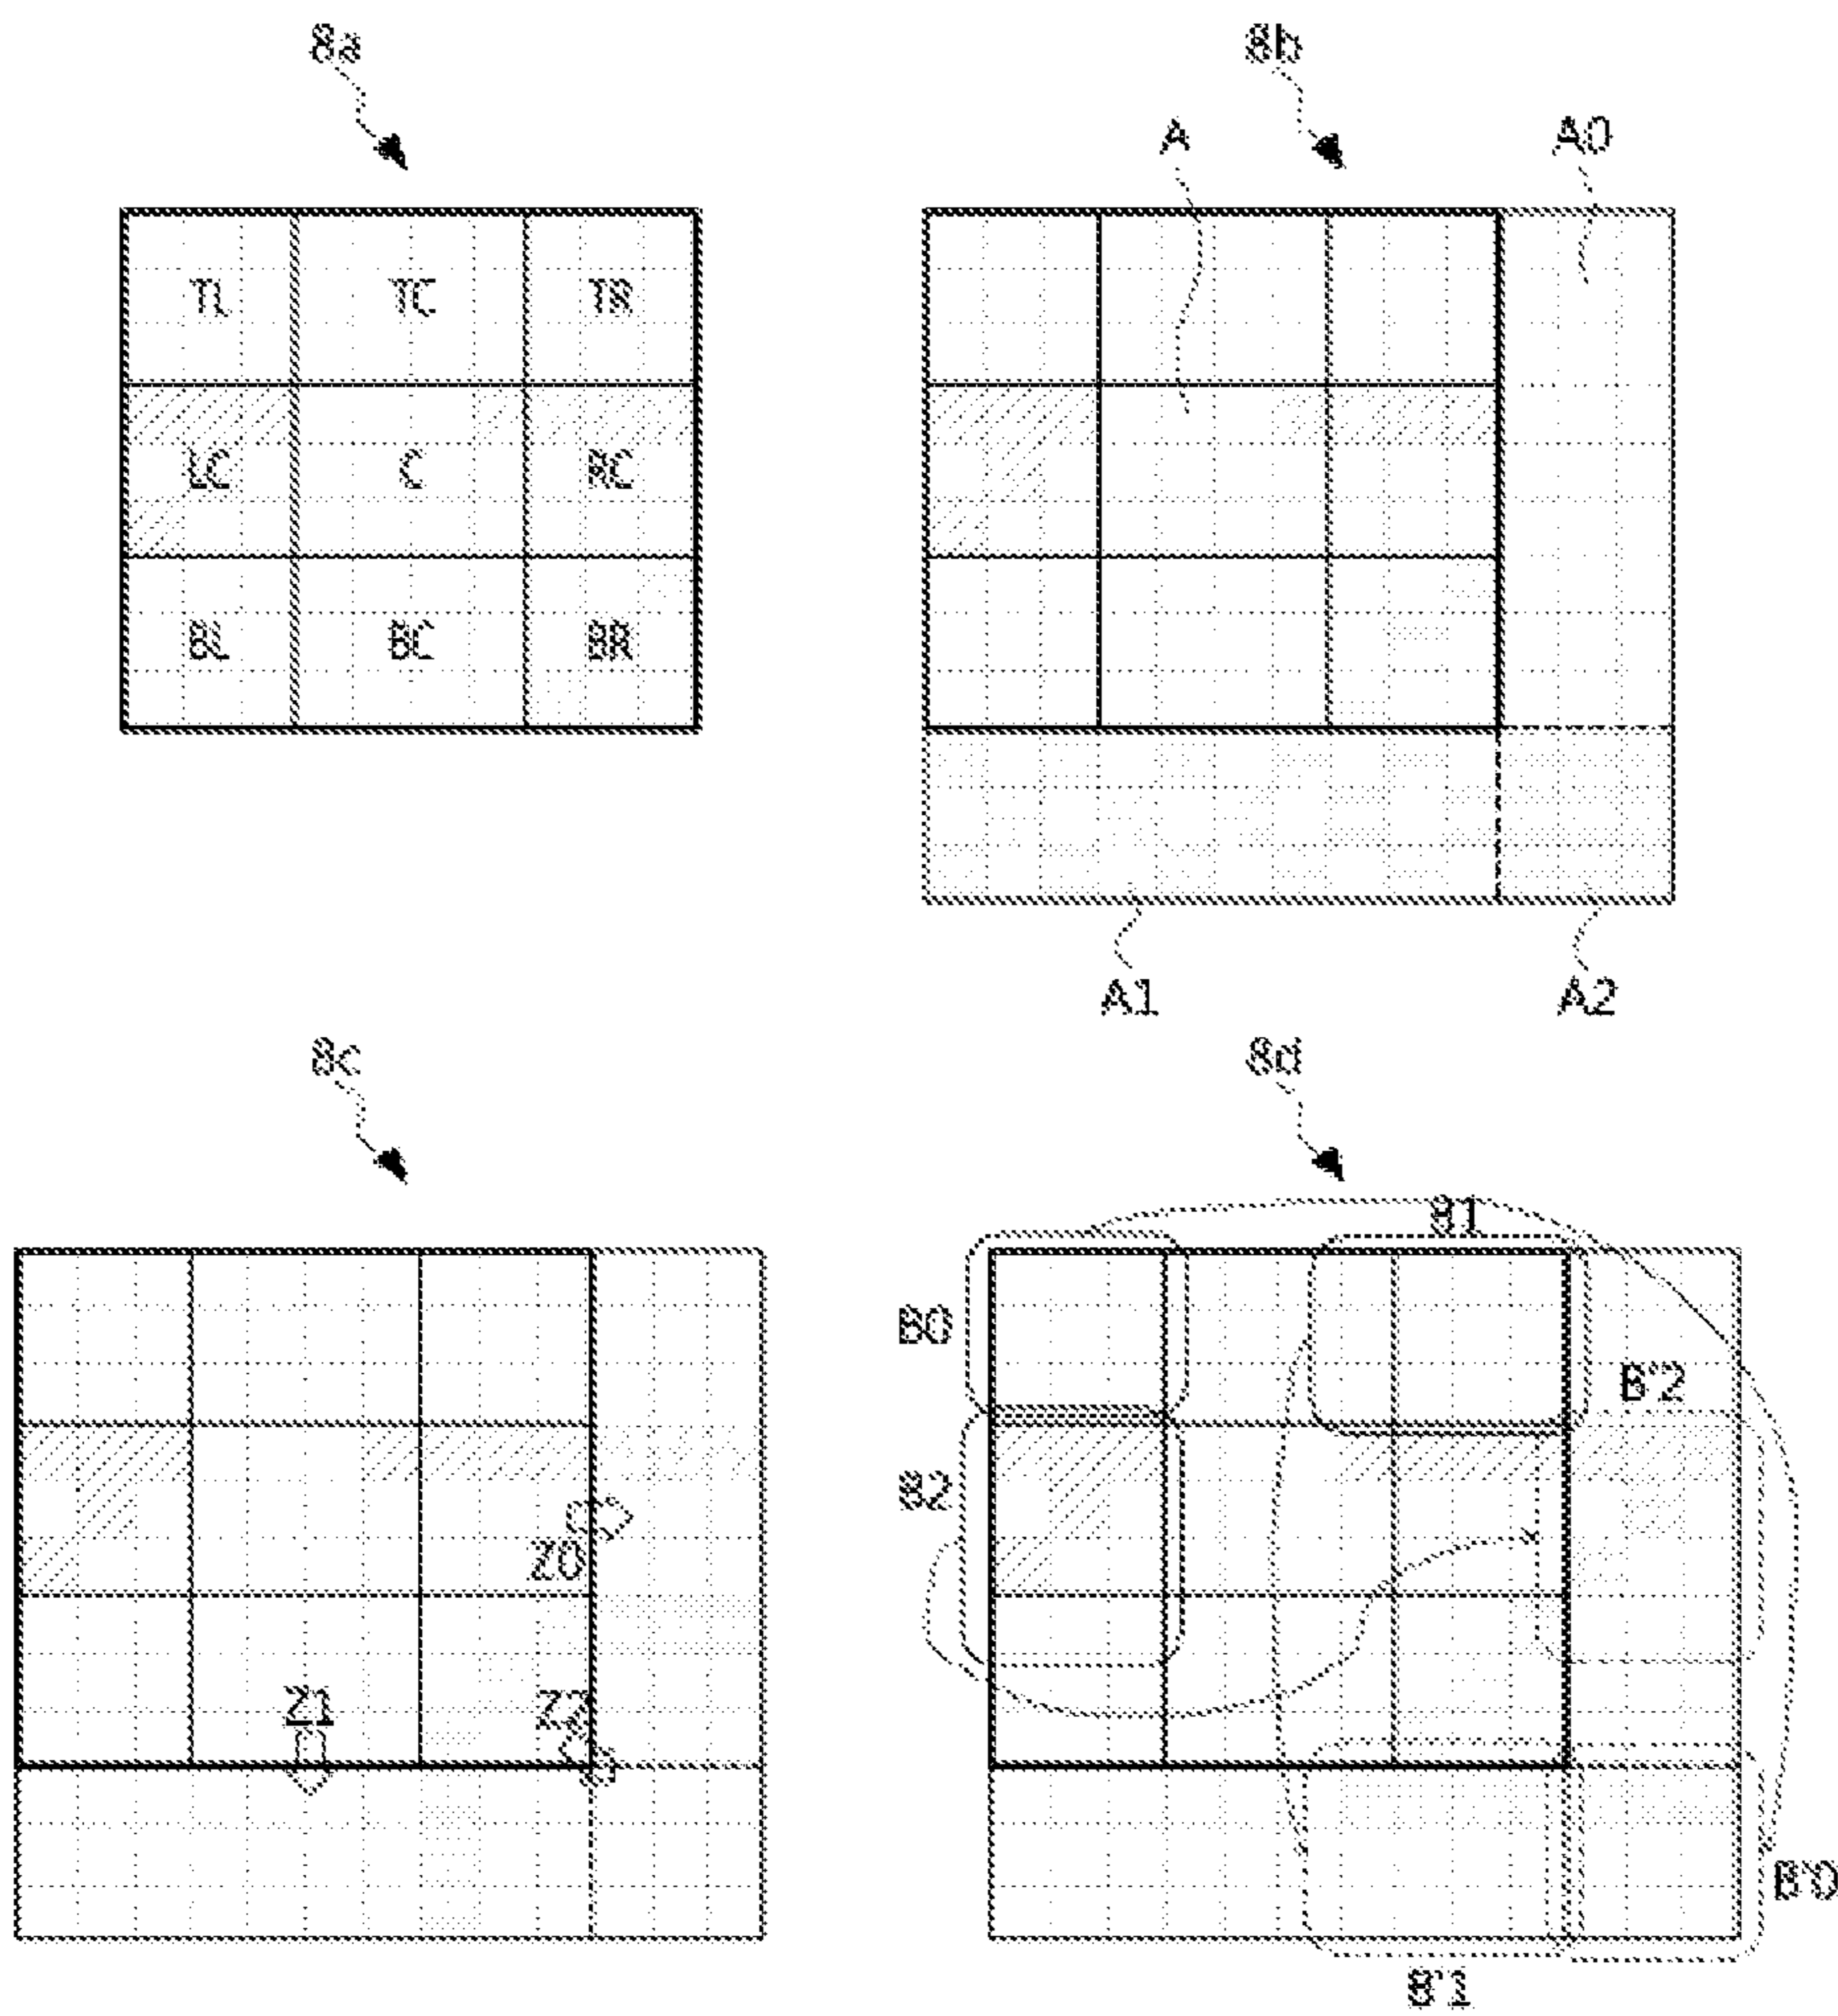 8a
8b
A
A0
TL TC TR
LC C RC
BL BC BR
A1
A2
8c
8d
B1
B0
B'2
B2
Z0
Z1
Z2
B'0
B'1